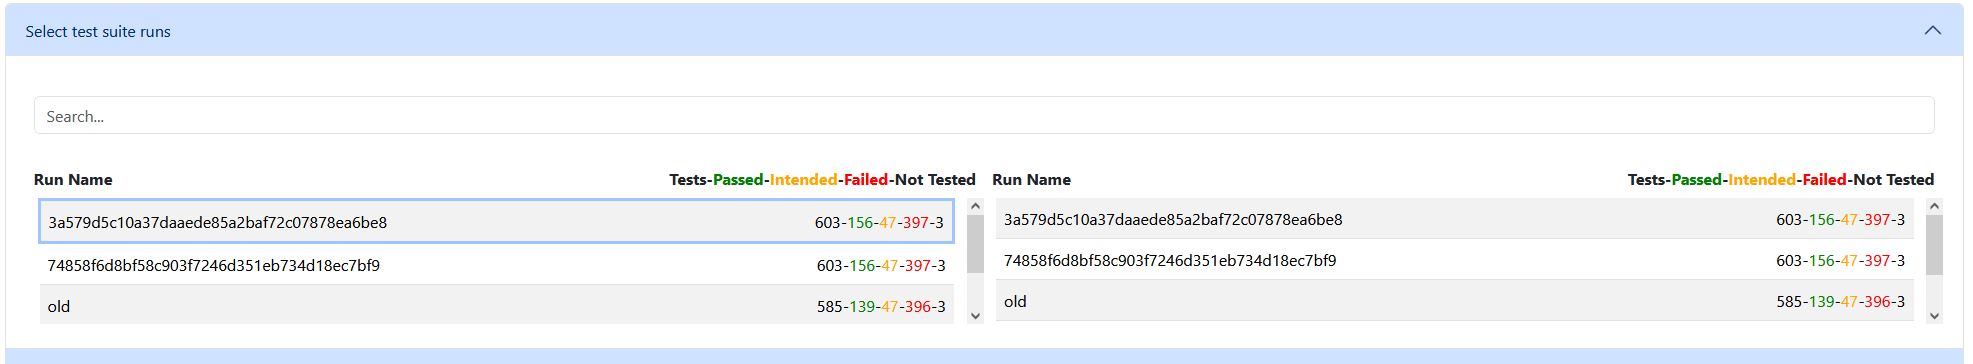 Select test suite runs
Search...
Run Name Tests-Passed-Intended-Failed-Not Tested
3a579d5c10a37daaede85a2baf72c07878ea6be8 603-156-47-397-3
74858f6d8bf58c903f7246d351eb734d18ec7bf9 603-156-47-397-3
old 585-139-47-396-3
Run Name Tests-Passed-Intended-Failed-Not Tested
3a579d5c10a37daaede85a2baf72c07878ea6be8 603-156-47-397-3
74858f6d8bf58c903f7246d351eb734d18ec7bf9 603-156-47-397-3
old 585-139-47-396-3